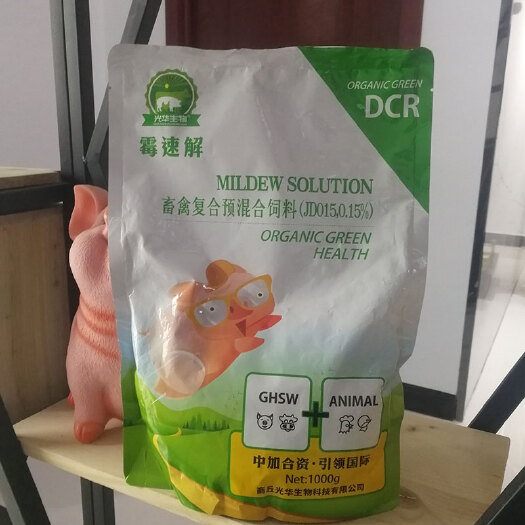 ORGANIC GREEN
DCR
光华生物
霉速解
MILDEW SOLUTION
畜禽复合预混合饲料(JD015,0.15%)
ORGANIC GREEN
HEALTH
GHSW + ANIMAL
中加合资·引领国际
Net:1000g
商丘光华生物科技有限公司